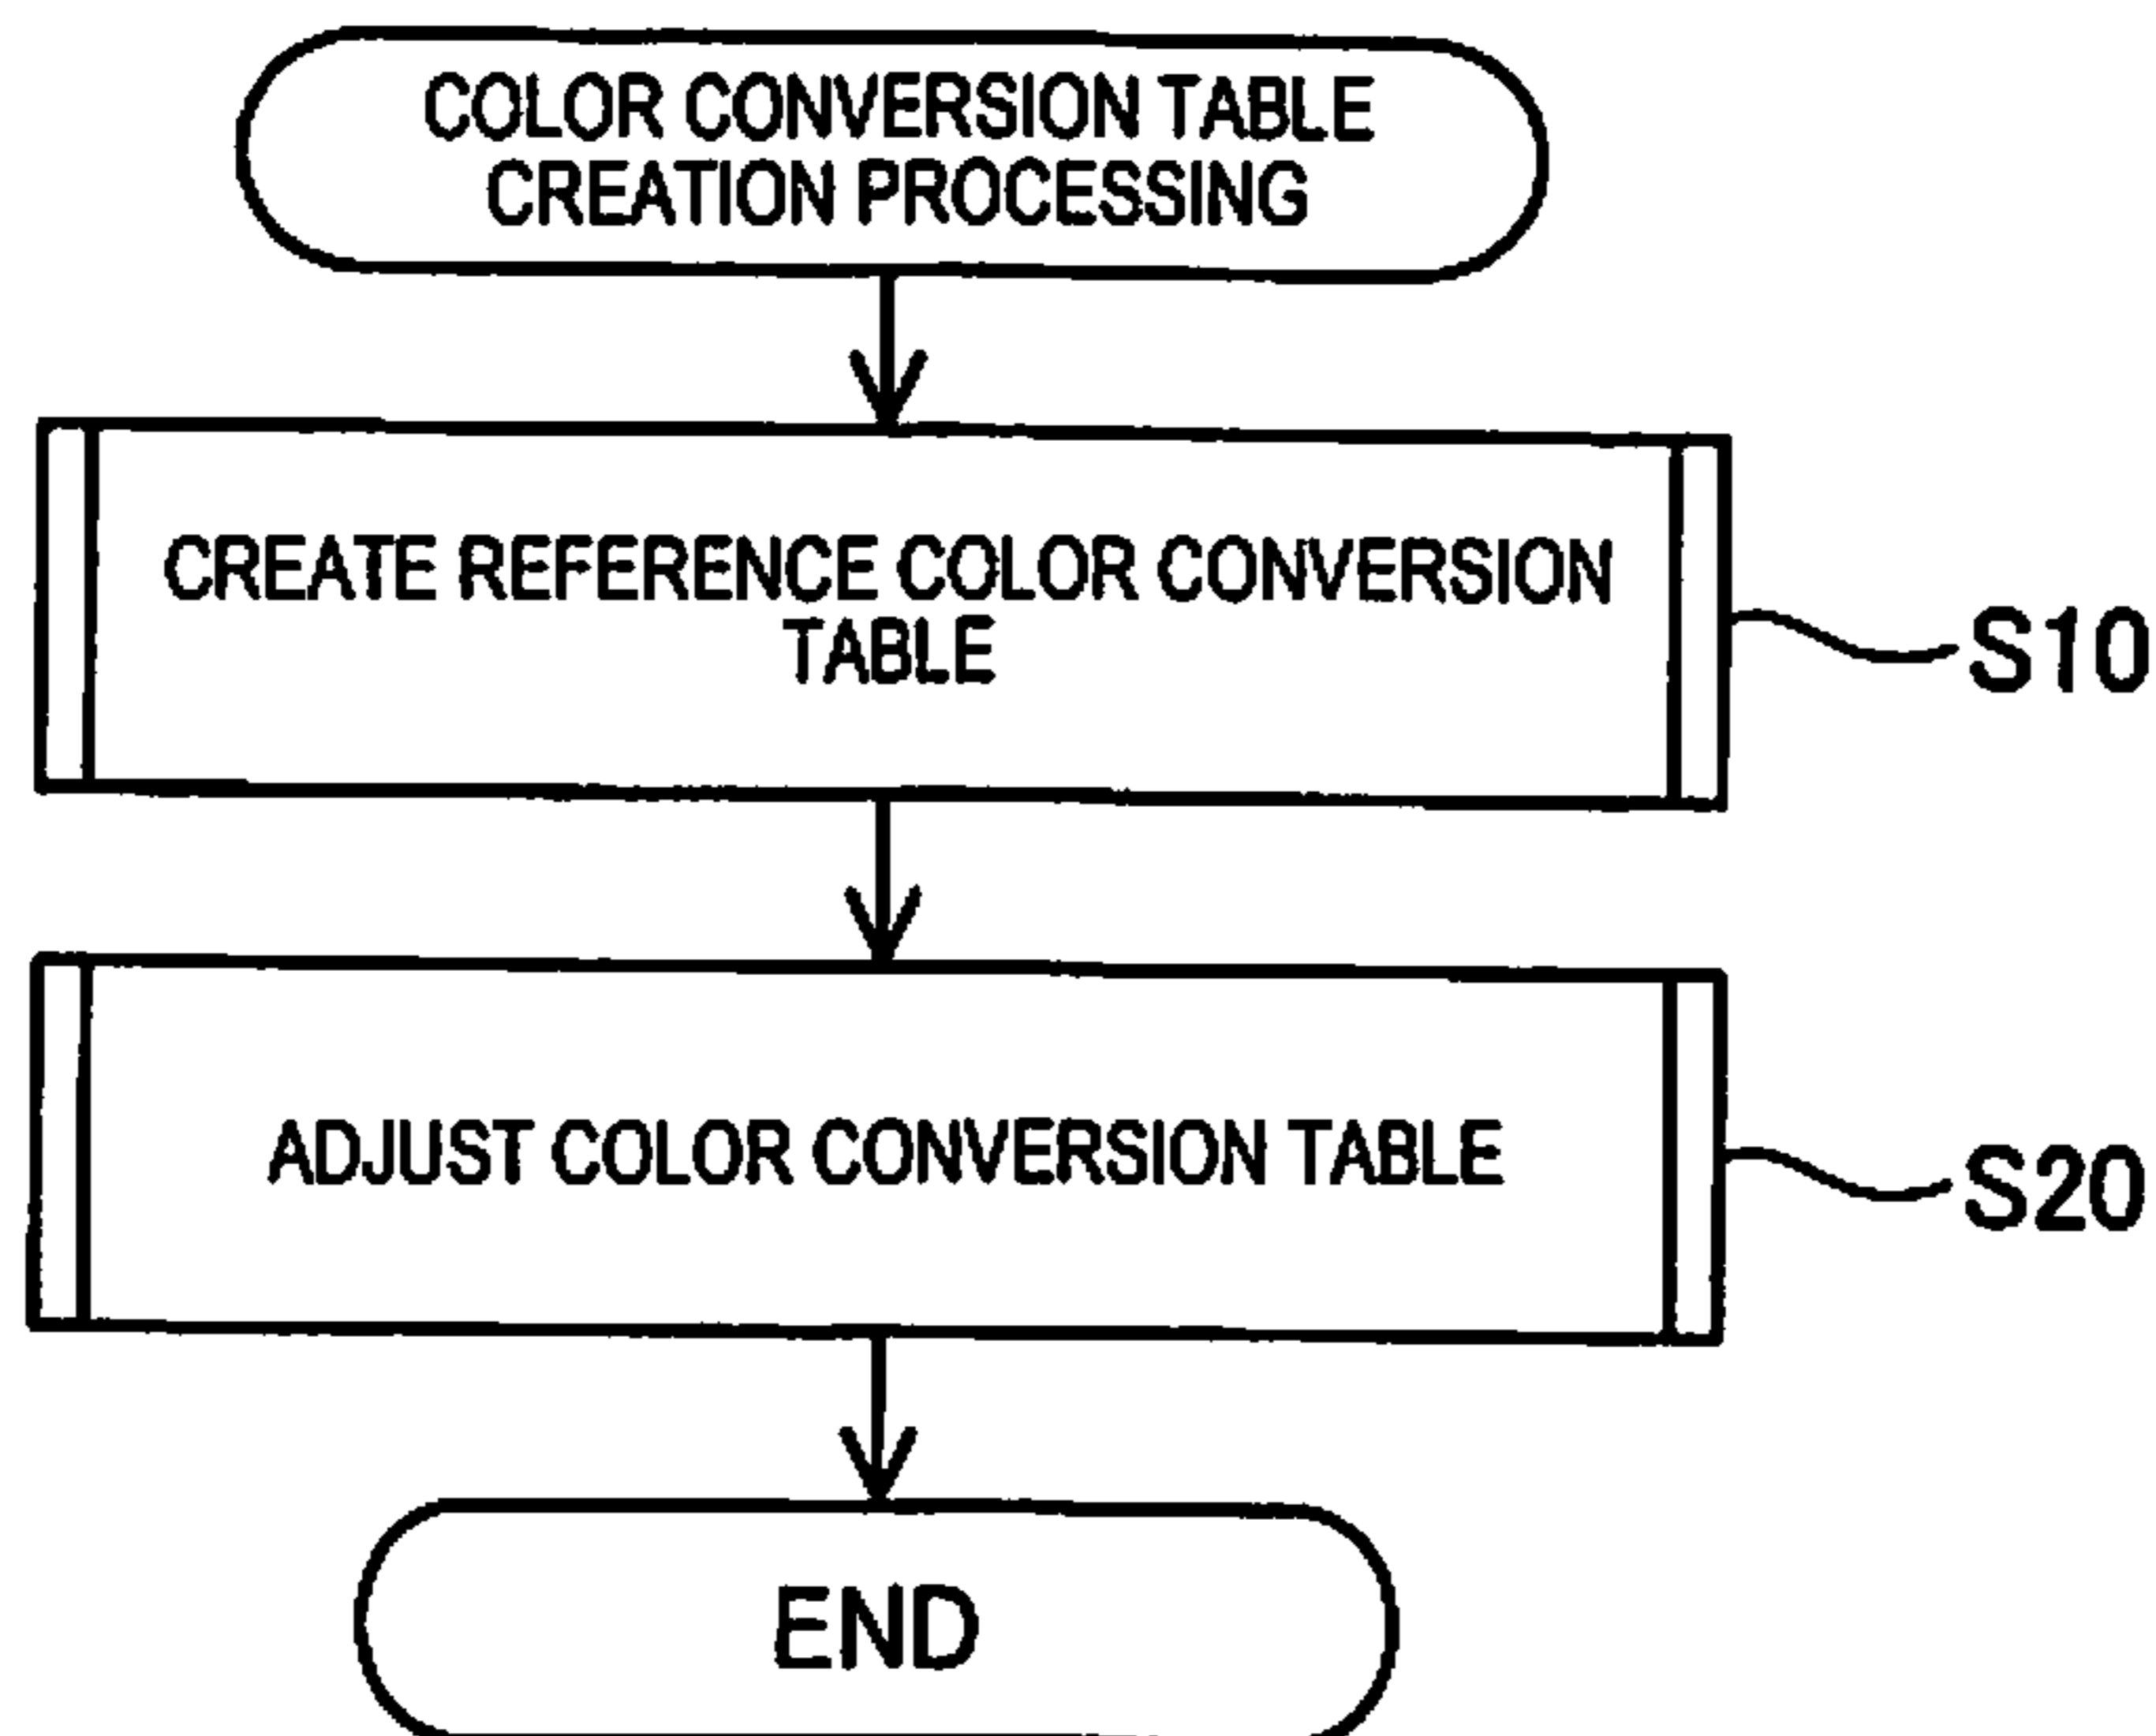 COLOR CONVERSION TABLE
CREATION PROCESSING
CREATE REFERENCE COLOR CONVERSION
TABLE
S10
ADJUST COLOR CONVERSION TABLE
S20
END